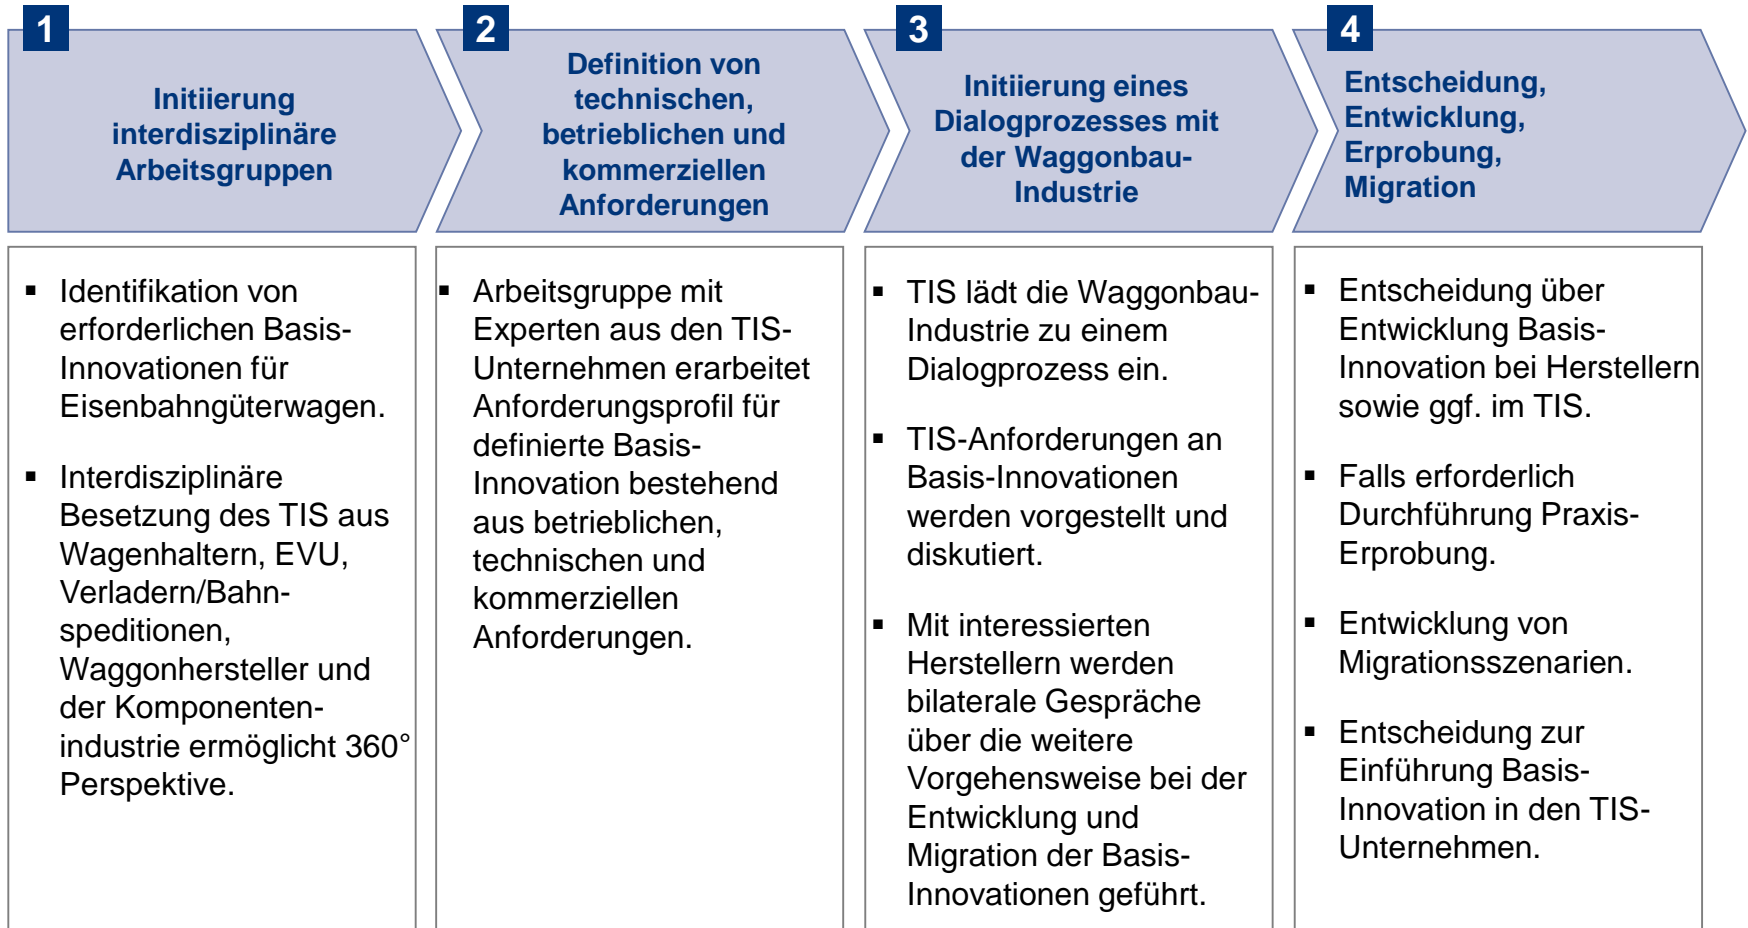 1
Initiierung
interdisziplinäre
Arbeitsgruppen
▪ Identifikation von
erforderlichen Basis-
Innovationen für
Eisenbahngüterwagen.
▪ Interdisziplinäre
Besetzung des TIS aus
Wagenhaltern, EVU,
Verladern/Bahn-
speditionen,
Waggonhersteller und
der Komponenten-
industrie ermöglicht 360°
Perspektive.
2
Definition von
technischen,
betrieblichen und
kommerziellen
Anforderungen
▪ Arbeitsgruppe mit
Experten aus den TIS-
Unternehmen erarbeitet
Anforderungsprofil für
definierte Basis-
Innovation bestehend
aus betrieblichen,
technischen und
kommerziellen
Anforderungen.
3
Initiierung eines
Dialogprozesses mit
der Waggonbau-
Industrie
▪ TIS lädt die Waggonbau-
Industrie zu einem
Dialogprozess ein.
▪ TIS-Anforderungen an
Basis-Innovationen
werden vorgestellt und
diskutiert.
▪ Mit interessierten
Herstellern werden
bilaterale Gespräche
über die weitere
Vorgehensweise bei der
Entwicklung und
Migration der Basis-
Innovationen geführt.
4
Entscheidung,
Entwicklung,
Erprobung,
Migration
▪ Entscheidung über
Entwicklung Basis-
Innovation bei Herstellern
sowie ggf. im TIS.
▪ Falls erforderlich
Durchführung Praxis-
Erprobung.
▪ Entwicklung von
Migrationsszenarien.
▪ Entscheidung zur
Einführung Basis-
Innovation in den TIS-
Unternehmen.